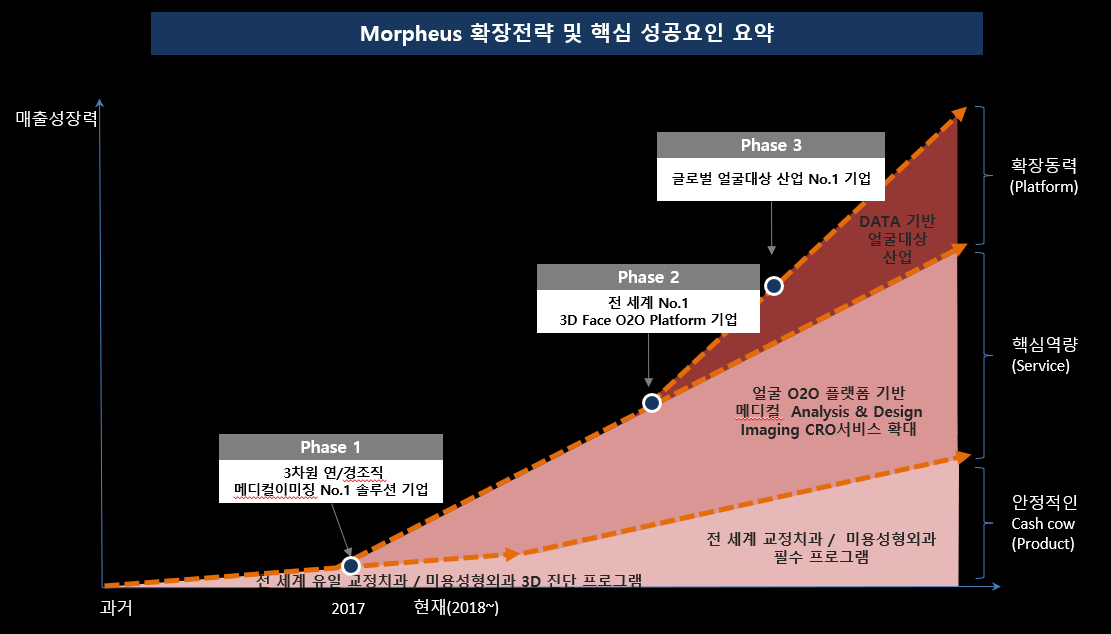 Morpheus 확장전략 및 핵심 성공요인 요약
매출성장력
Phase 3
글로벌 얼굴대상 산업 No.1 기업
DATA 기반
얼굴대상
산업
확장동력
(Platform)
Phase 2
전 세계 No.1
3D Face O2O Platform 기업
핵심역량
(Service)
얼굴 O2O 플랫폼 기반
메디컬 Analysis & Design
Imaging CRO서비스 확대
Phase 1
3차원 연/경조직
메디컬이미징 No.1 솔루션 기업
안정적인
Cash cow
(Product)
전 세계 교정치과 / 미용성형외과
필수 프로그램
전 세계 유일 교정치과 / 미용성형외과 3D 진단 프로그램
과거
2017
현재(2018~)